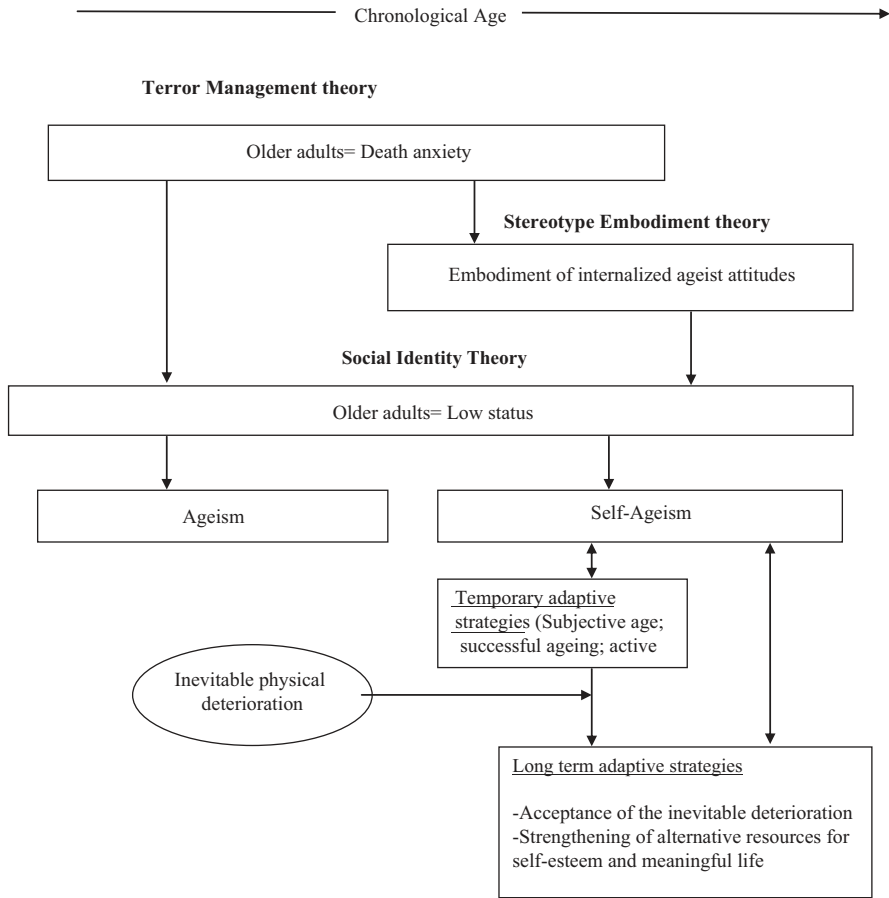 Chronological Age
Terror Management theory
Older adults= Death anxiety
Stereotype Embodiment theory
Embodiment of internalized ageist attitudes
Social Identity Theory
Older adults= Low status
Ageism
Self-Ageism
Temporary adaptive
strategies (Subjective age;
successful ageing; active
Inevitable physical
deterioration
Long term adaptive strategies
-Acceptance of the inevitable deterioration
-Strengthening of alternative resources for
self-esteem and meaningful life